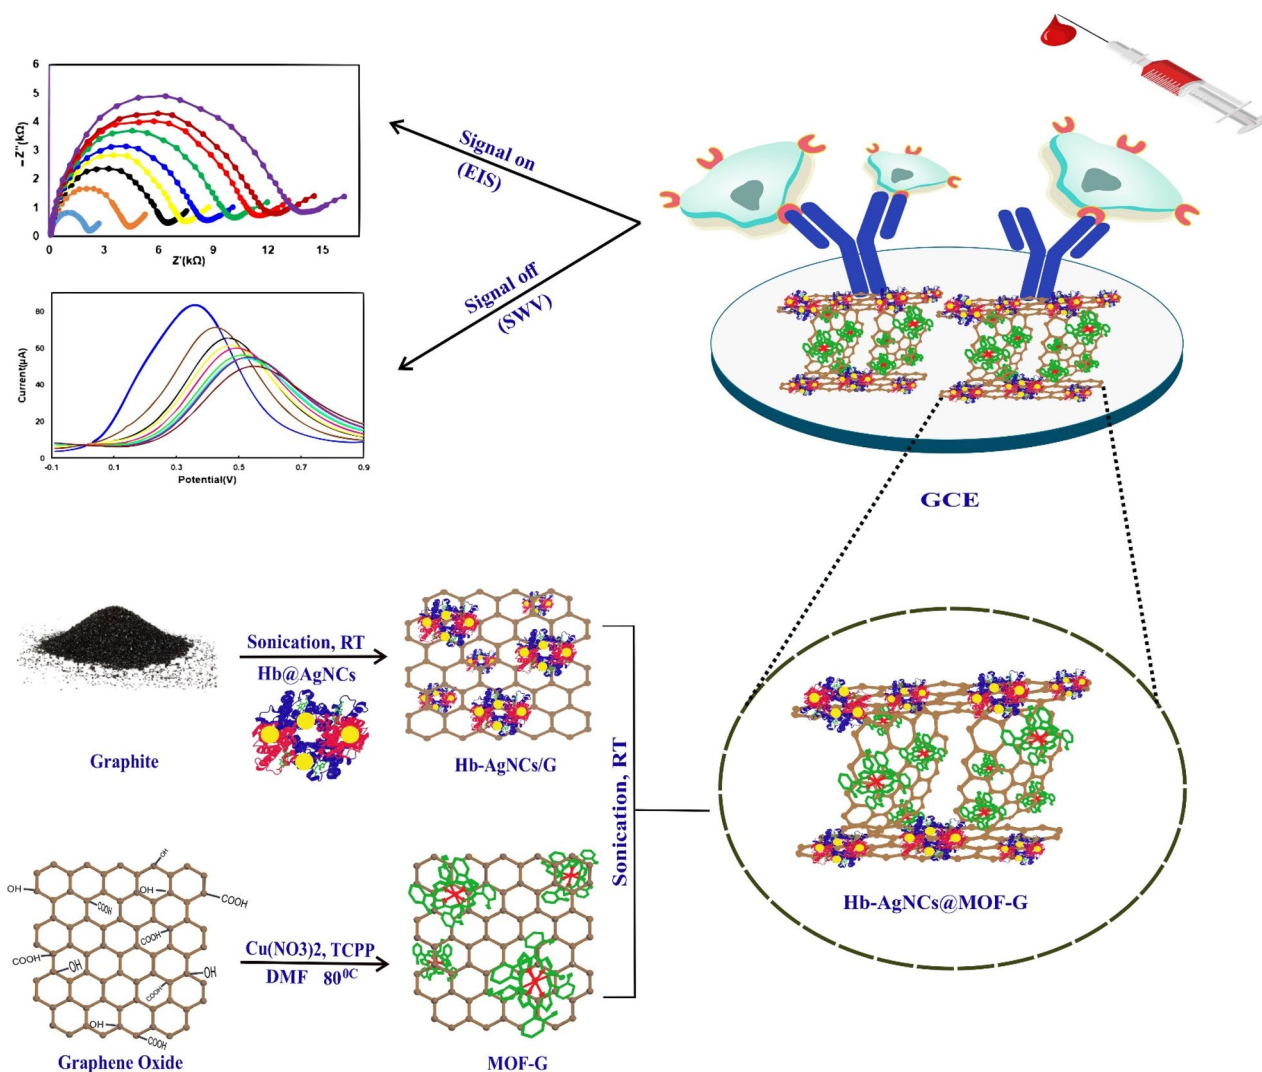 6
5
4
3
2
1
0
–Z''(kΩ)
0 3 6 9 12 15
Z'(kΩ)
Signal on
(EIS)
Signal off
(SWV)
80
60
40
20
0
Current(µA)
-0.1 0.1 0.3 0.5 0.7 0.9
Potential(V)
GCE
Graphite
Sonication, RT
Hb@AgNCs
Hb-AgNCs/G
OH
OH
OH
COOH
COOH
COOH
COOH
OH
OH
COOH
COOH
OH
COOH
Graphene Oxide
Cu(NO3)2, TCPP
DMF 80⁰ᶜ
MOF-G
Sonication, RT
Hb-AgNCs@MOF-G